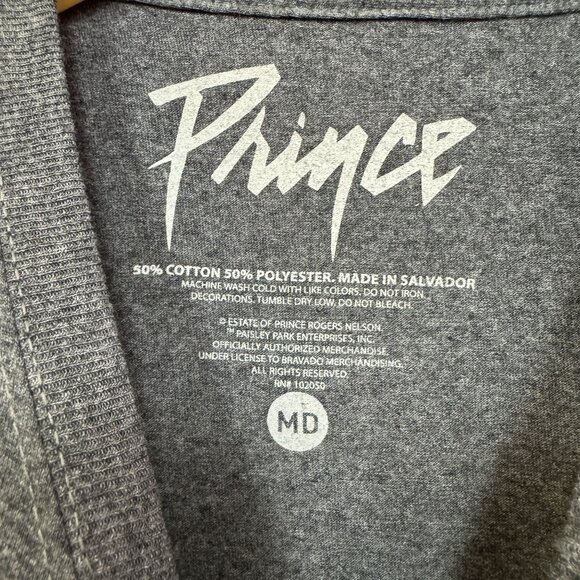 Prince
50% COTTON 50% POLYESTER. MADE IN SALVADOR
MACHINE WASH COLD WITH LIKE COLORS. DO NOT IRON.
DECORATIONS. TUMBLE DRY LOW. DO NOT BLEACH.
© ESTATE OF PRINCE ROGERS NELSON.
™ PAISLEY PARK ENTERPRISES, INC.
OFFICIALLY AUTHORIZED MERCHANDISE.
UNDER LICENSE TO BRAVADO MERCHANDISING.
ALL RIGHTS RESERVED.
RN# 102050
MD